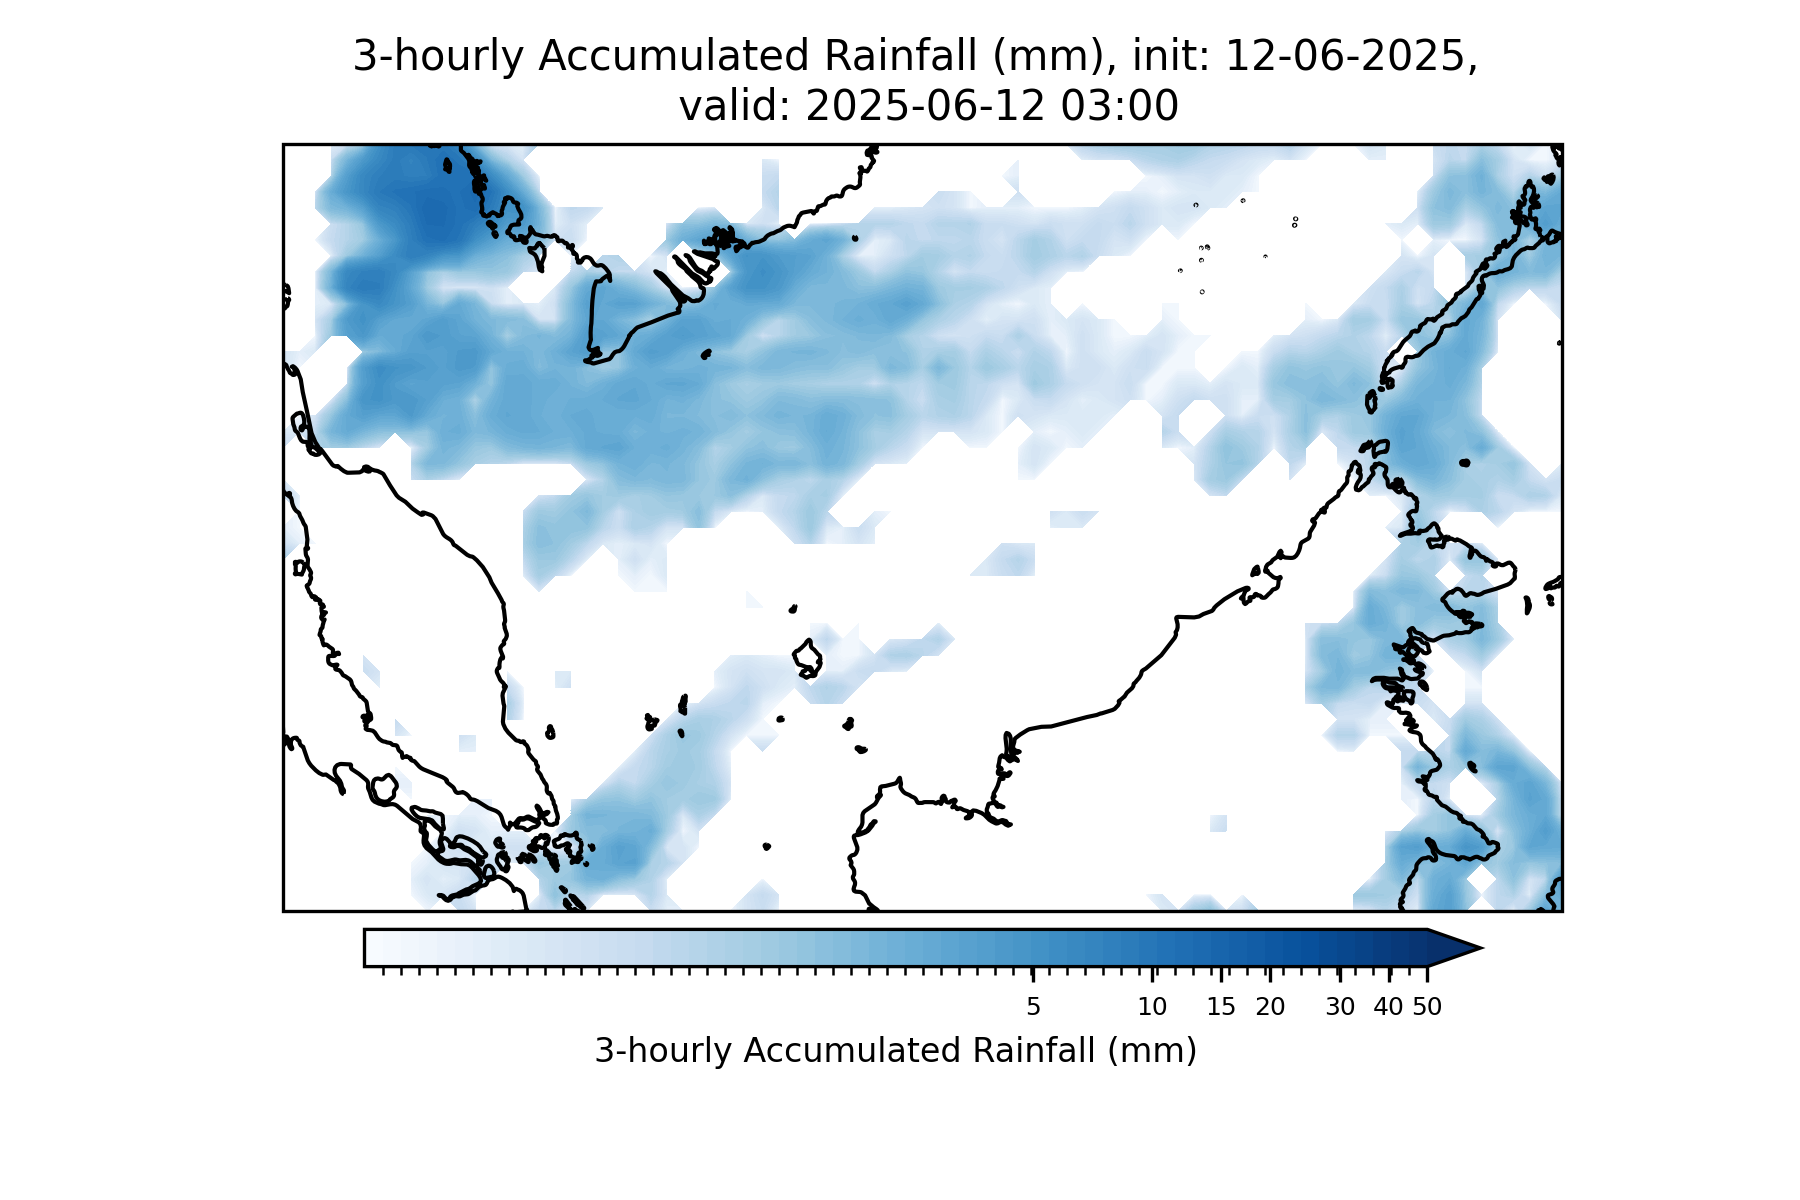 3-hourly Accumulated Rainfall (mm), init: 12-06-2025,
valid: 2025-06-12 03:00
5 10 15 20 30 40 50
3-hourly Accumulated Rainfall (mm)